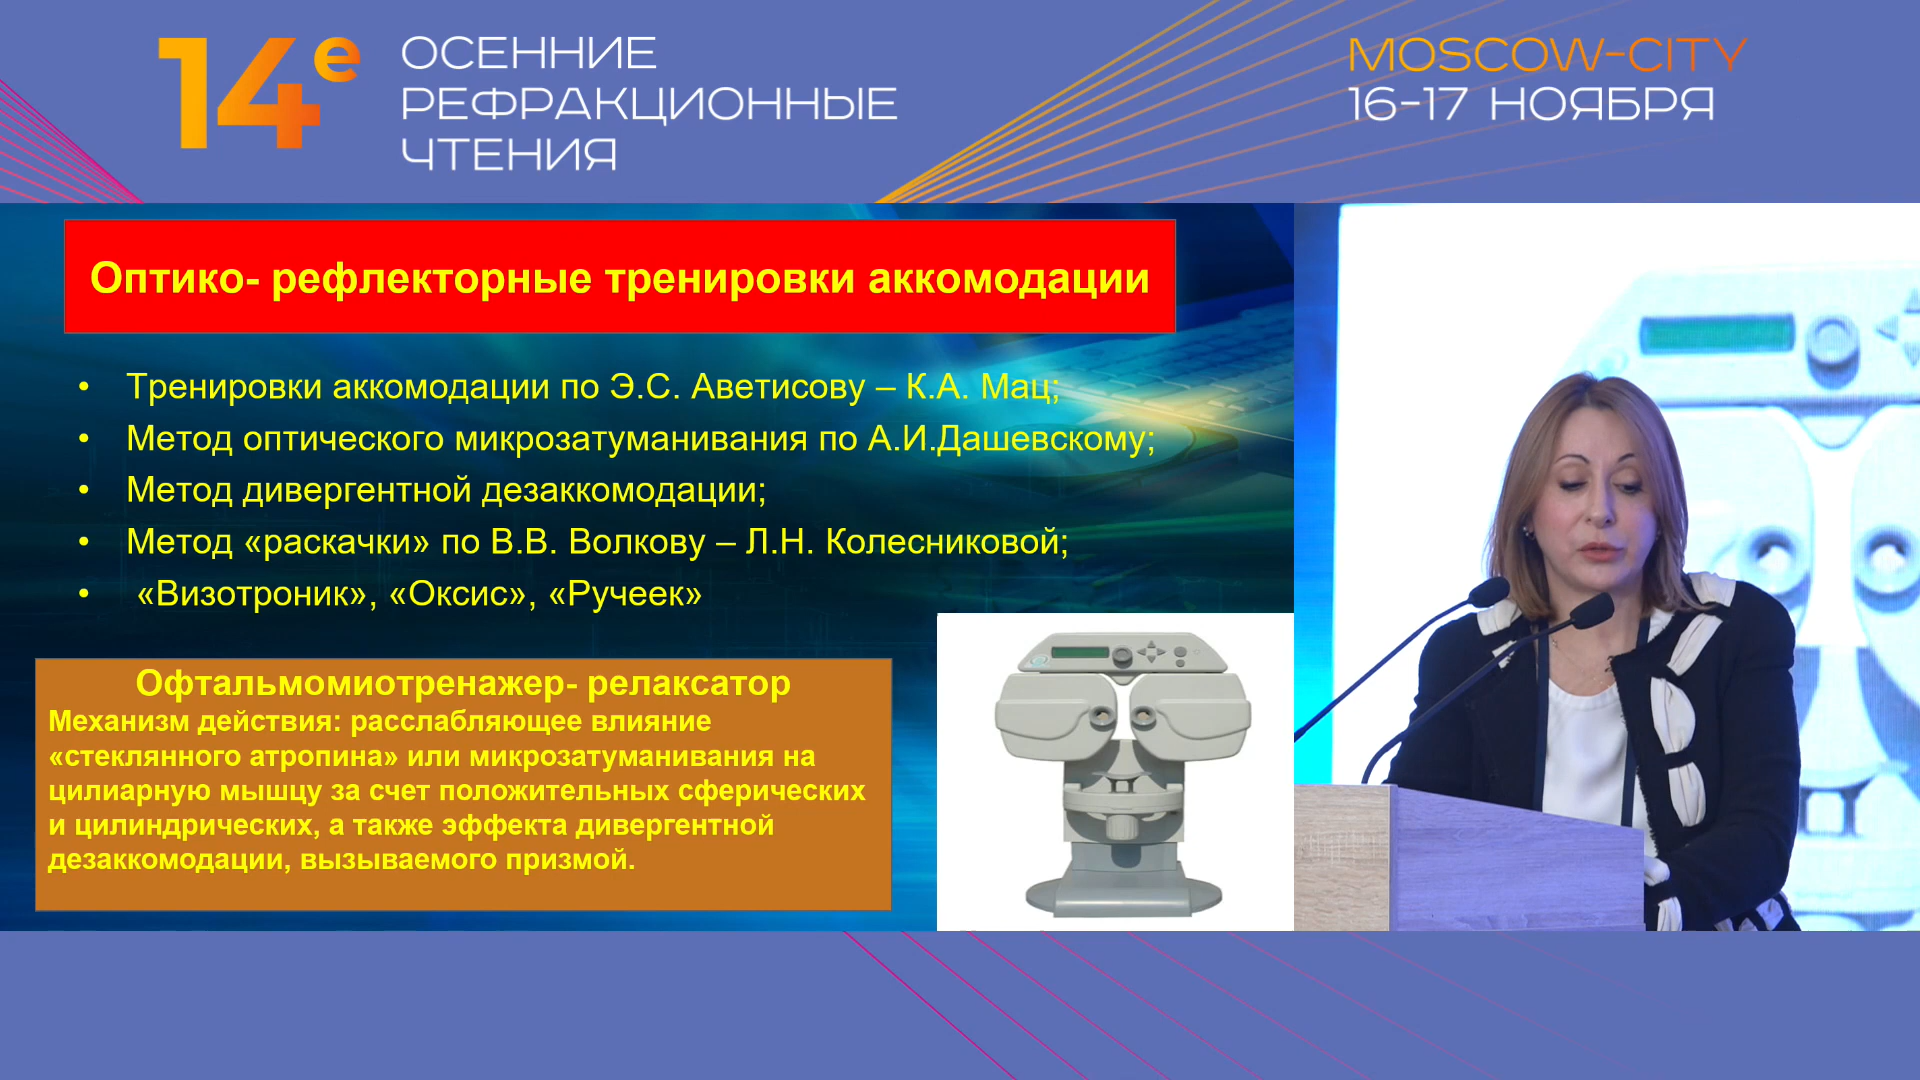 14е
ОСЕННИЕ
РЕФРАКЦИОННЫЕ
ЧТЕНИЯ
MOSCOW-CITY
16-17 НОЯБРЯ
Оптико- рефлекторные тренировки аккомодации
• Тренировки аккомодации по Э.С. Аветисову – К.А. Мац;
• Метод оптического микрозатуманивания по А.И.Дашевскому;
• Метод дивергентной дезаккомодации;
• Метод «раскачки» по В.В. Волкову – Л.Н. Колесниковой;
• «Визотроник», «Оксис», «Ручеек»
Офтальмомиотренажер- релаксатор
Механизм действия: расслабляющее влияние
«стеклянного атропина» или микрозатуманивания на
цилиарную мышцу за счет положительных сферических
и цилиндрических, а также эффекта дивергентной
дезаккомодации, вызываемого призмой.